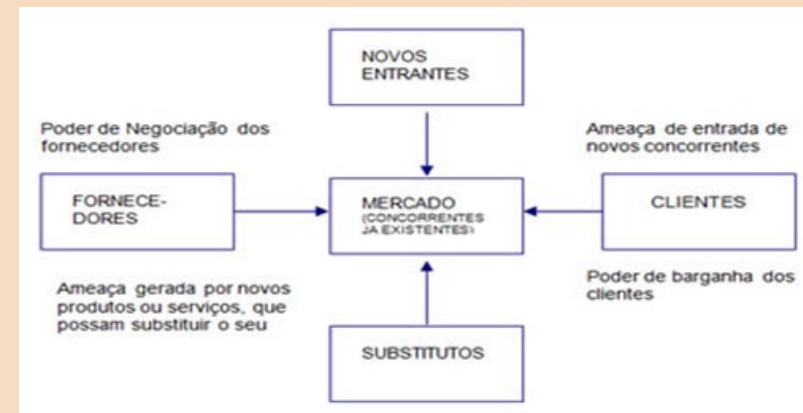 NOVOS
ENTRANTES
Poder de Negociação dos
fornecedores
Ameaça de entrada de
novos concorrentes
FORNECE-
DORES
MERCADO
(CONCORRENTES
JA EXISTENTES)
CLIENTES
Ameaça gerada por novos
produtos ou serviços, que
possam substituir o seu
Poder de barganha dos
clientes
SUBSTITUTOS